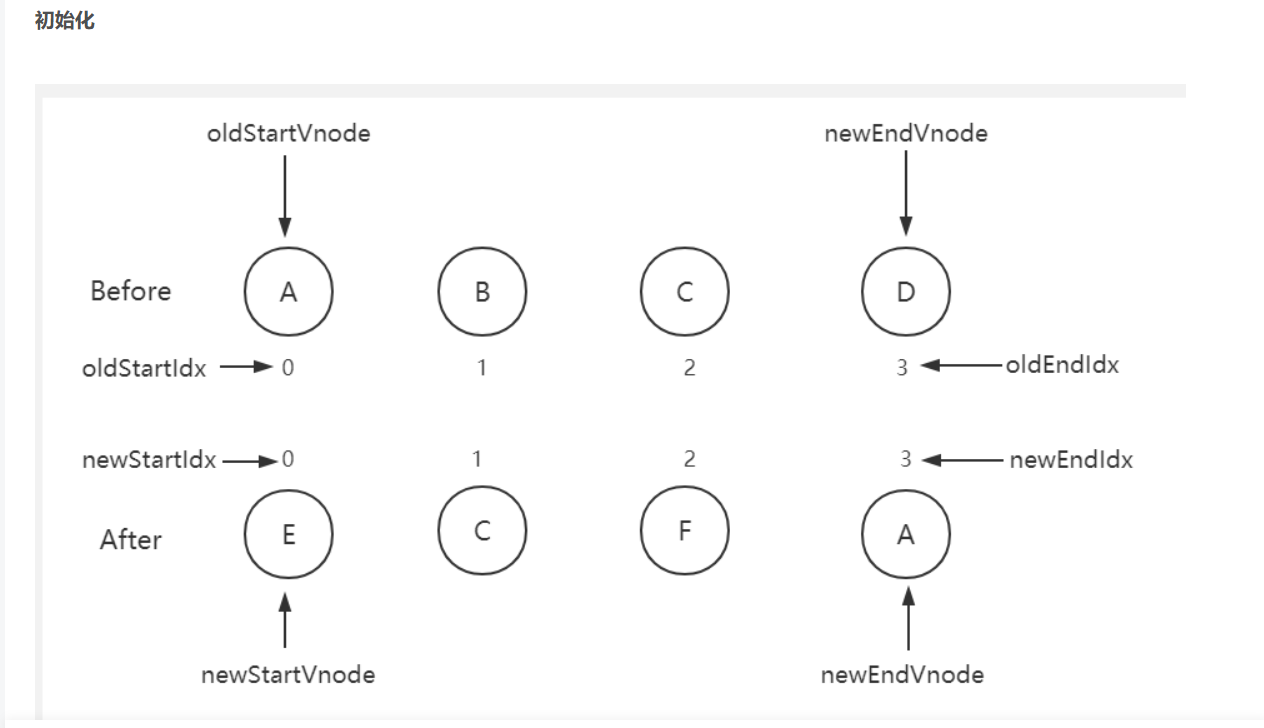 初始化
oldStartVnode newEndVnode
Before A B C D
oldStartIdx 0 1 2 3 oldEndIdx
newStartIdx 0 1 2 3 newEndIdx
After E C F A
newStartVnode newEndVnode